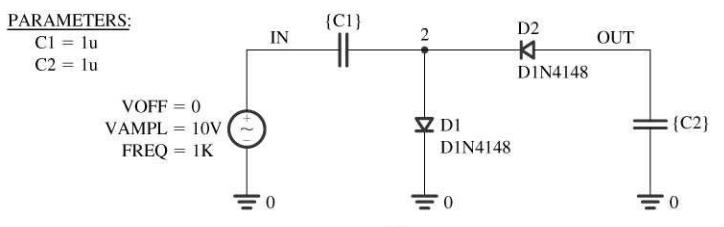 PARAMETERS:
C1 = 1u
C2 = 1u
{C1}
IN
2
D2
OUT
D1N4148
VOFF = 0
VAMPL = 10V
FREQ = 1K
D1
D1N4148
{C2}
0
0
0